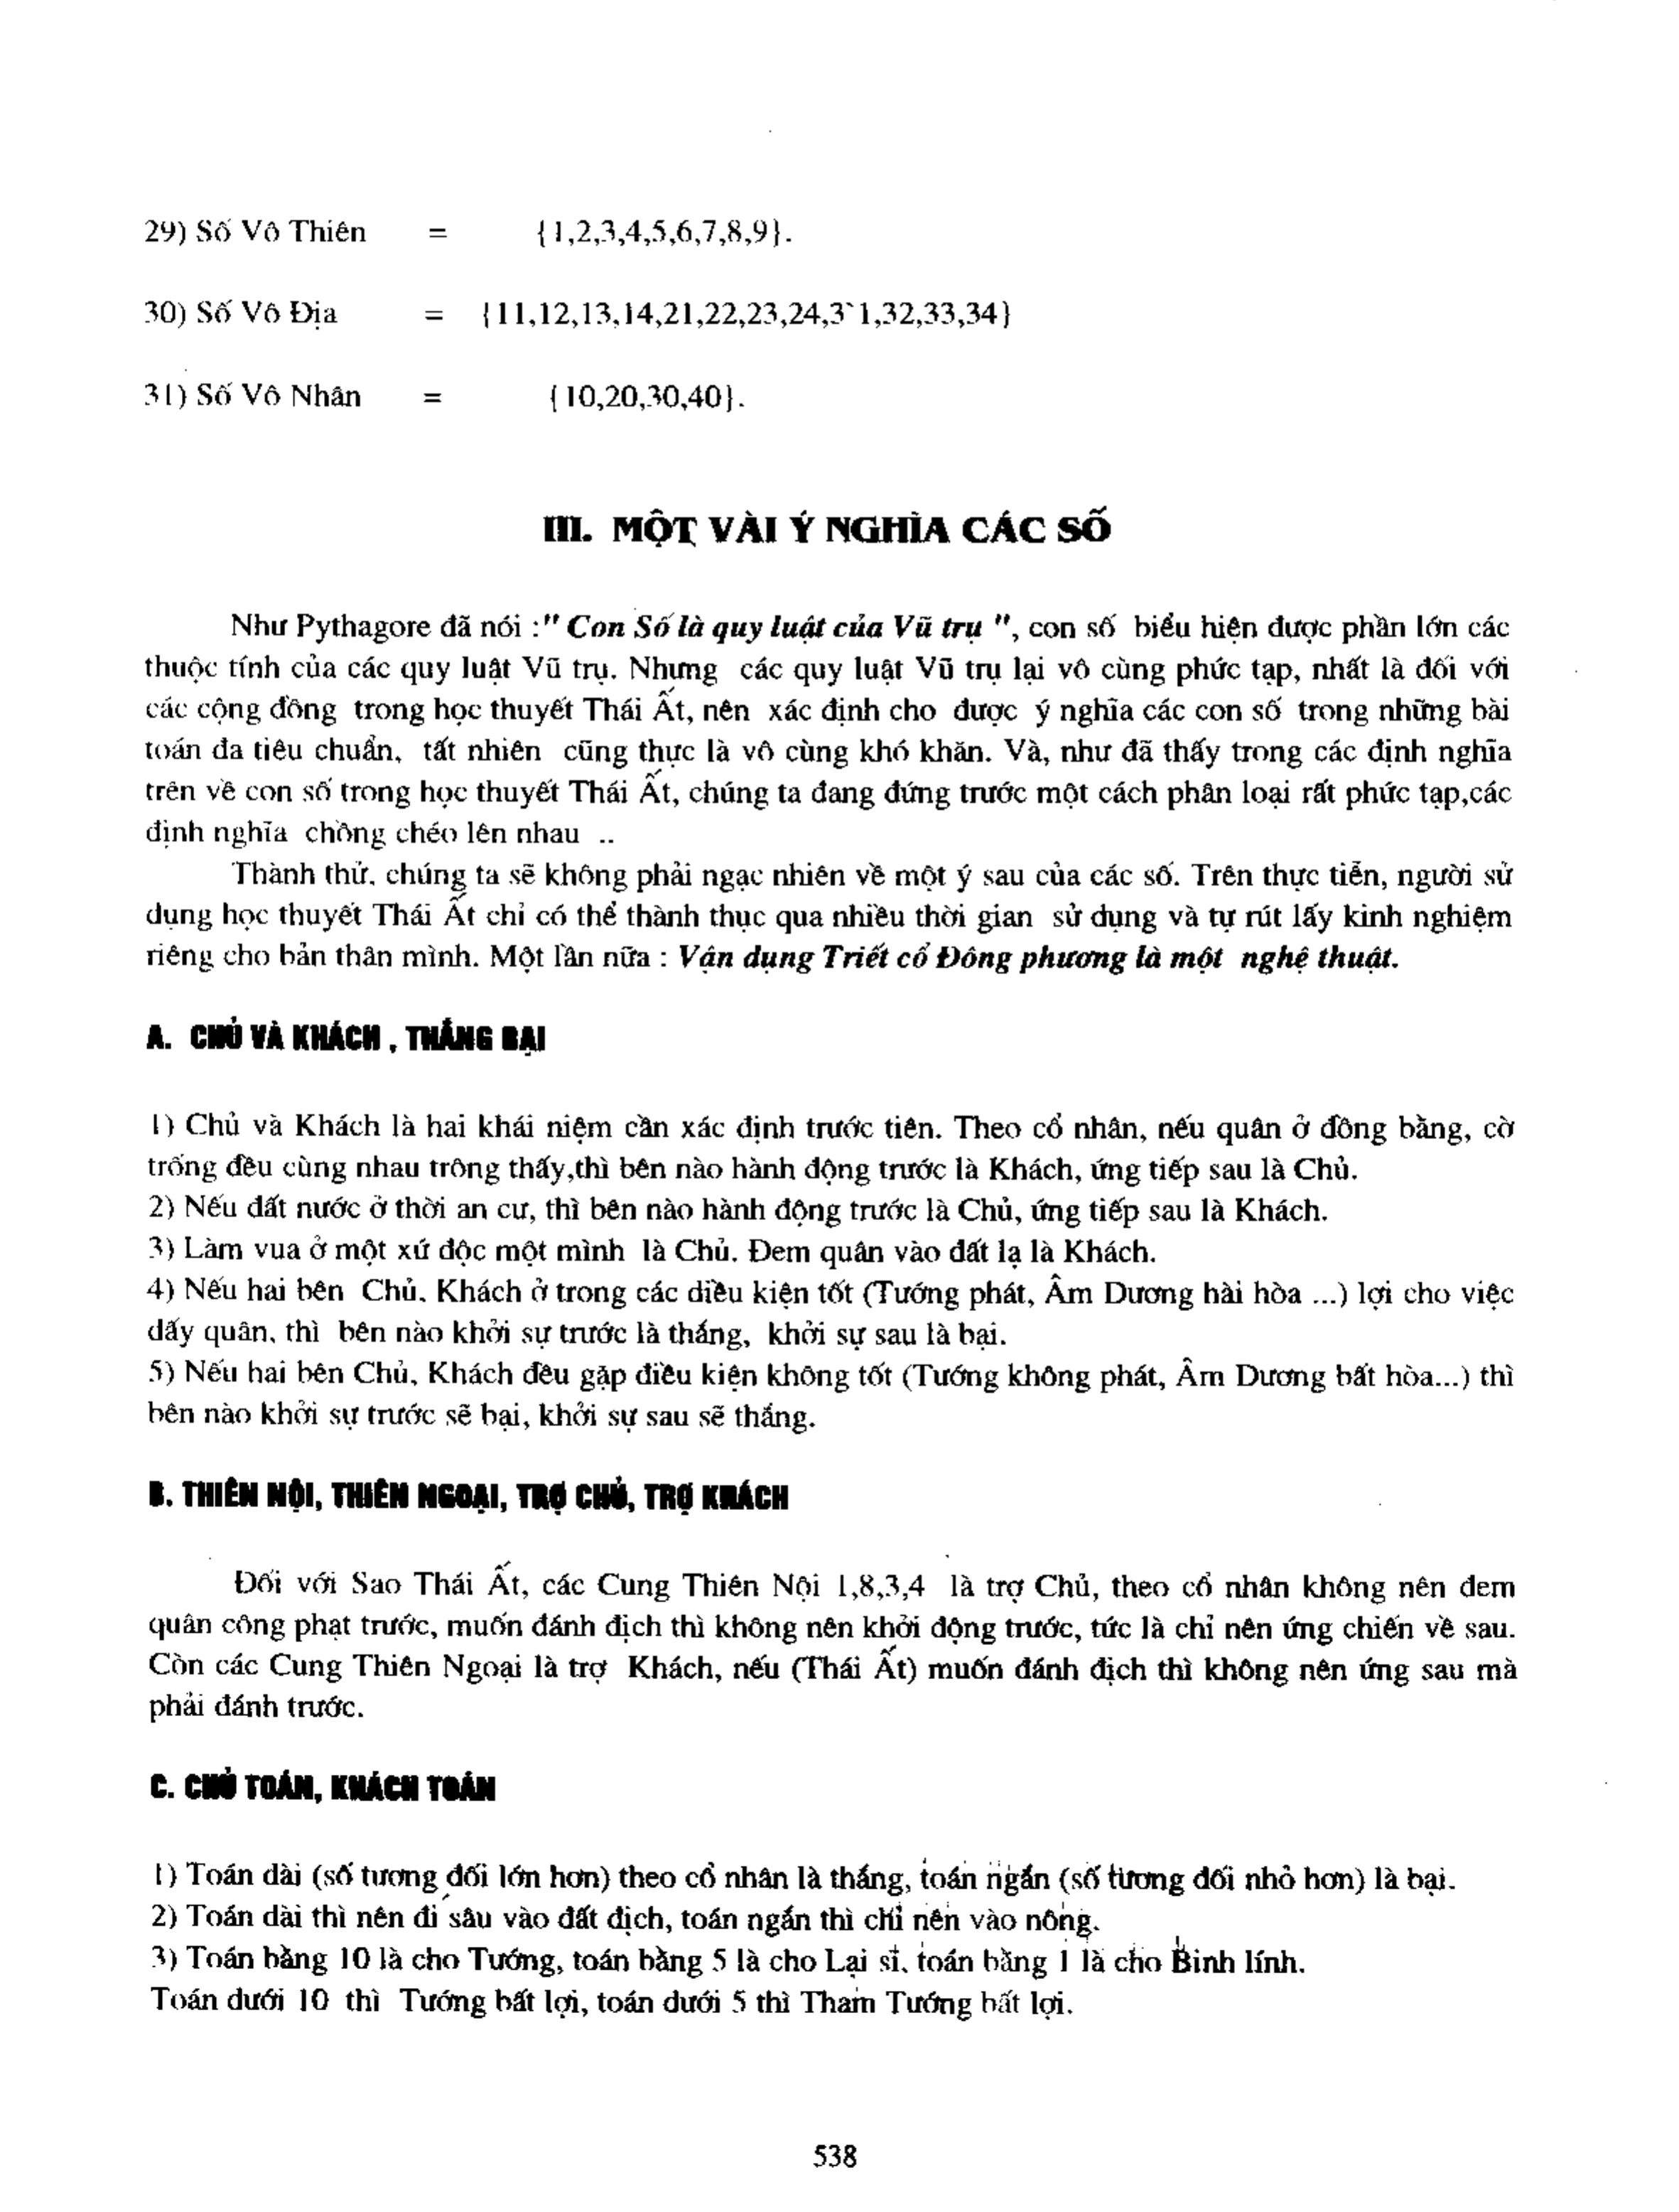 29) Số Vô Thiên = {1,2,3,4,5,6,7,8,9}.
30) Số Vô Địa = {11,12,13,14,21,22,23,24,3`1,32,33,34}
31) Số Vô Nhân = {10,20,30,40}.
III. MỘT VÀI Ý NGHĨA CÁC SỐ
Như Pythagore đã nói :" Con Số là quy luật của Vũ trụ ", con số biểu hiện được phần lớn các
thuộc tính của các quy luật Vũ trụ. Nhưng các quy luật Vũ trụ lại vô cùng phức tạp, nhất là đối với
các cộng đồng trong học thuyết Thái Ất, nên xác định cho được ý nghĩa các con số trong những bài
toán đa tiêu chuẩn, tất nhiên cũng thực là vô cùng khó khăn. Và, như đã thấy trong các định nghĩa
trên về con số trong học thuyết Thái Ất, chúng ta đang đứng trước một cách phân loại rất phức tạp,các
định nghĩa chồng chéo lên nhau ..
Thành thử, chúng ta sẽ không phải ngạc nhiên về một ý sau của các số. Trên thực tiễn, người sử
dụng học thuyết Thái Ất chỉ có thể thành thục qua nhiều thời gian sử dụng và tự rút lấy kinh nghiệm
riêng cho bản thân mình. Một lần nữa : Vận dụng Triết cổ Đông phương là một nghệ thuật.
A. CHỦ VÀ KHÁCH , THẮNG BẠI
1) Chủ và Khách là hai khái niệm cần xác định trước tiên. Theo cổ nhân, nếu quân ở đồng bằng, cờ
trống đều cùng nhau trông thấy,thì bên nào hành động trước là Khách, ứng tiếp sau là Chủ.
2) Nếu đất nước ở thời an cư, thì bên nào hành động trước là Chủ, ứng tiếp sau là Khách.
3) Làm vua ở một xứ độc một mình là Chủ. Đem quân vào đất lạ là Khách.
4) Nếu hai bên Chủ, Khách ở trong các điều kiện tốt (Tướng phát, Âm Dương hài hòa ...) lợi cho việc
dấy quân, thì bên nào khởi sự trước là thắng, khởi sự sau là bại.
5) Nếu hai bên Chủ, Khách đều gặp điều kiện không tốt (Tướng không phát, Âm Dương bất hòa...) thì
bên nào khởi sự trước sẽ bại, khởi sự sau sẽ thắng.
B. THIÊN NỘI, THIÊN NGOẠI, TRỢ CHỦ, TRỢ KHÁCH
Đối với Sao Thái Ất, các Cung Thiên Nội 1,8,3,4 là trợ Chủ, theo cổ nhân không nên đem
quân công phạt trước, muốn đánh địch thì không nên khởi động trước, tức là chỉ nên ứng chiến về sau.
Còn các Cung Thiên Ngoại là trợ Khách, nếu (Thái Ất) muốn đánh địch thì không nên ứng sau mà
phải đánh trước.
C. CHỦ TOÁN, KHÁCH TOÁN
1) Toán dài (số tương đối lớn hơn) theo cổ nhân là thắng, toán ngắn (số tương đối nhỏ hơn) là bại.
2) Toán dài thì nên đi sâu vào đất địch, toán ngắn thì chỉ nên vào nông.
3) Toán bằng 10 là cho Tướng, toán bằng 5 là cho Lại sĩ, toán bằng 1 là cho Binh lính.
Toán dưới 10 thì Tướng bất lợi, toán dưới 5 thì Tham Tướng bất lợi.
538